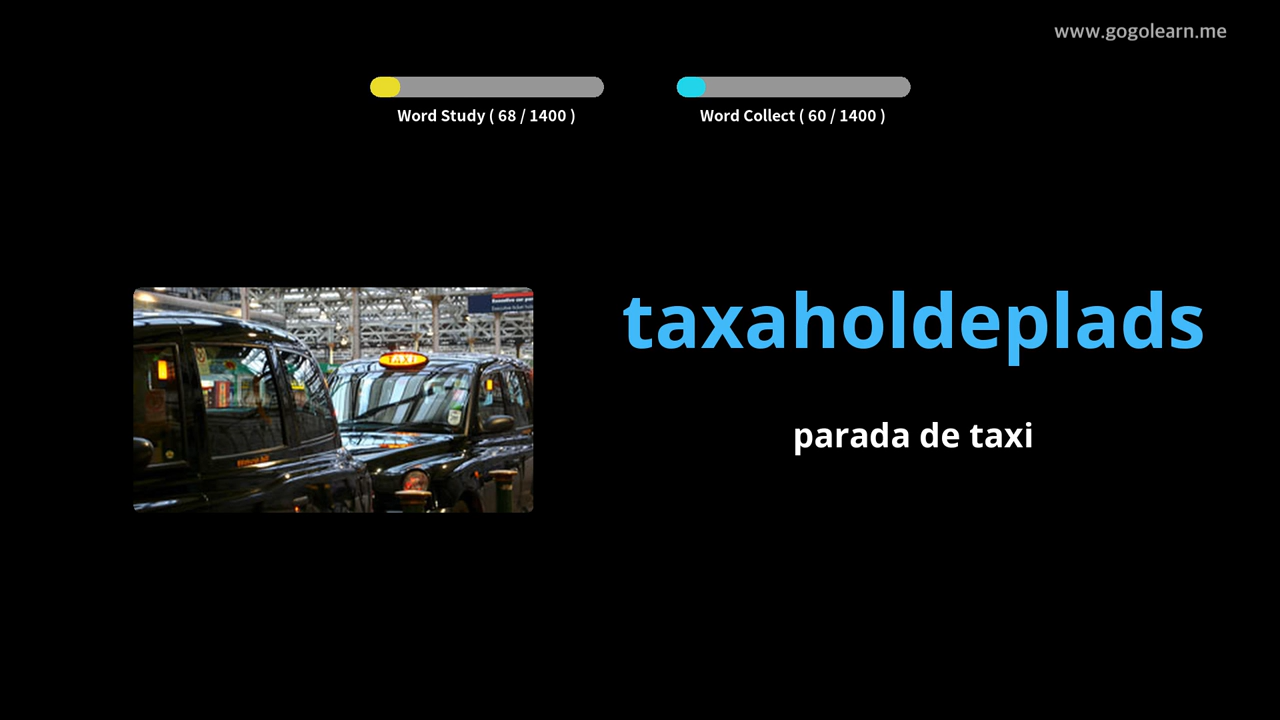 www.gogolearn.me
Word Study ( 68 / 1400 )
Word Collect ( 60 / 1400 )
TAXI
taxaholdeplads
parada de taxi